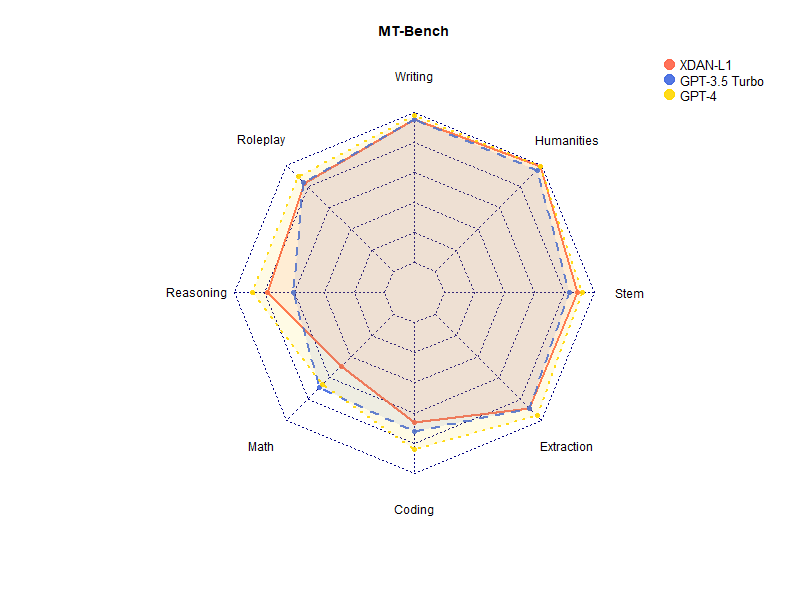 MT-Bench
XDAN-L1
GPT-3.5 Turbo
GPT-4
Writing
Roleplay
Humanities
Reasoning
Stem
Math
Extraction
Coding